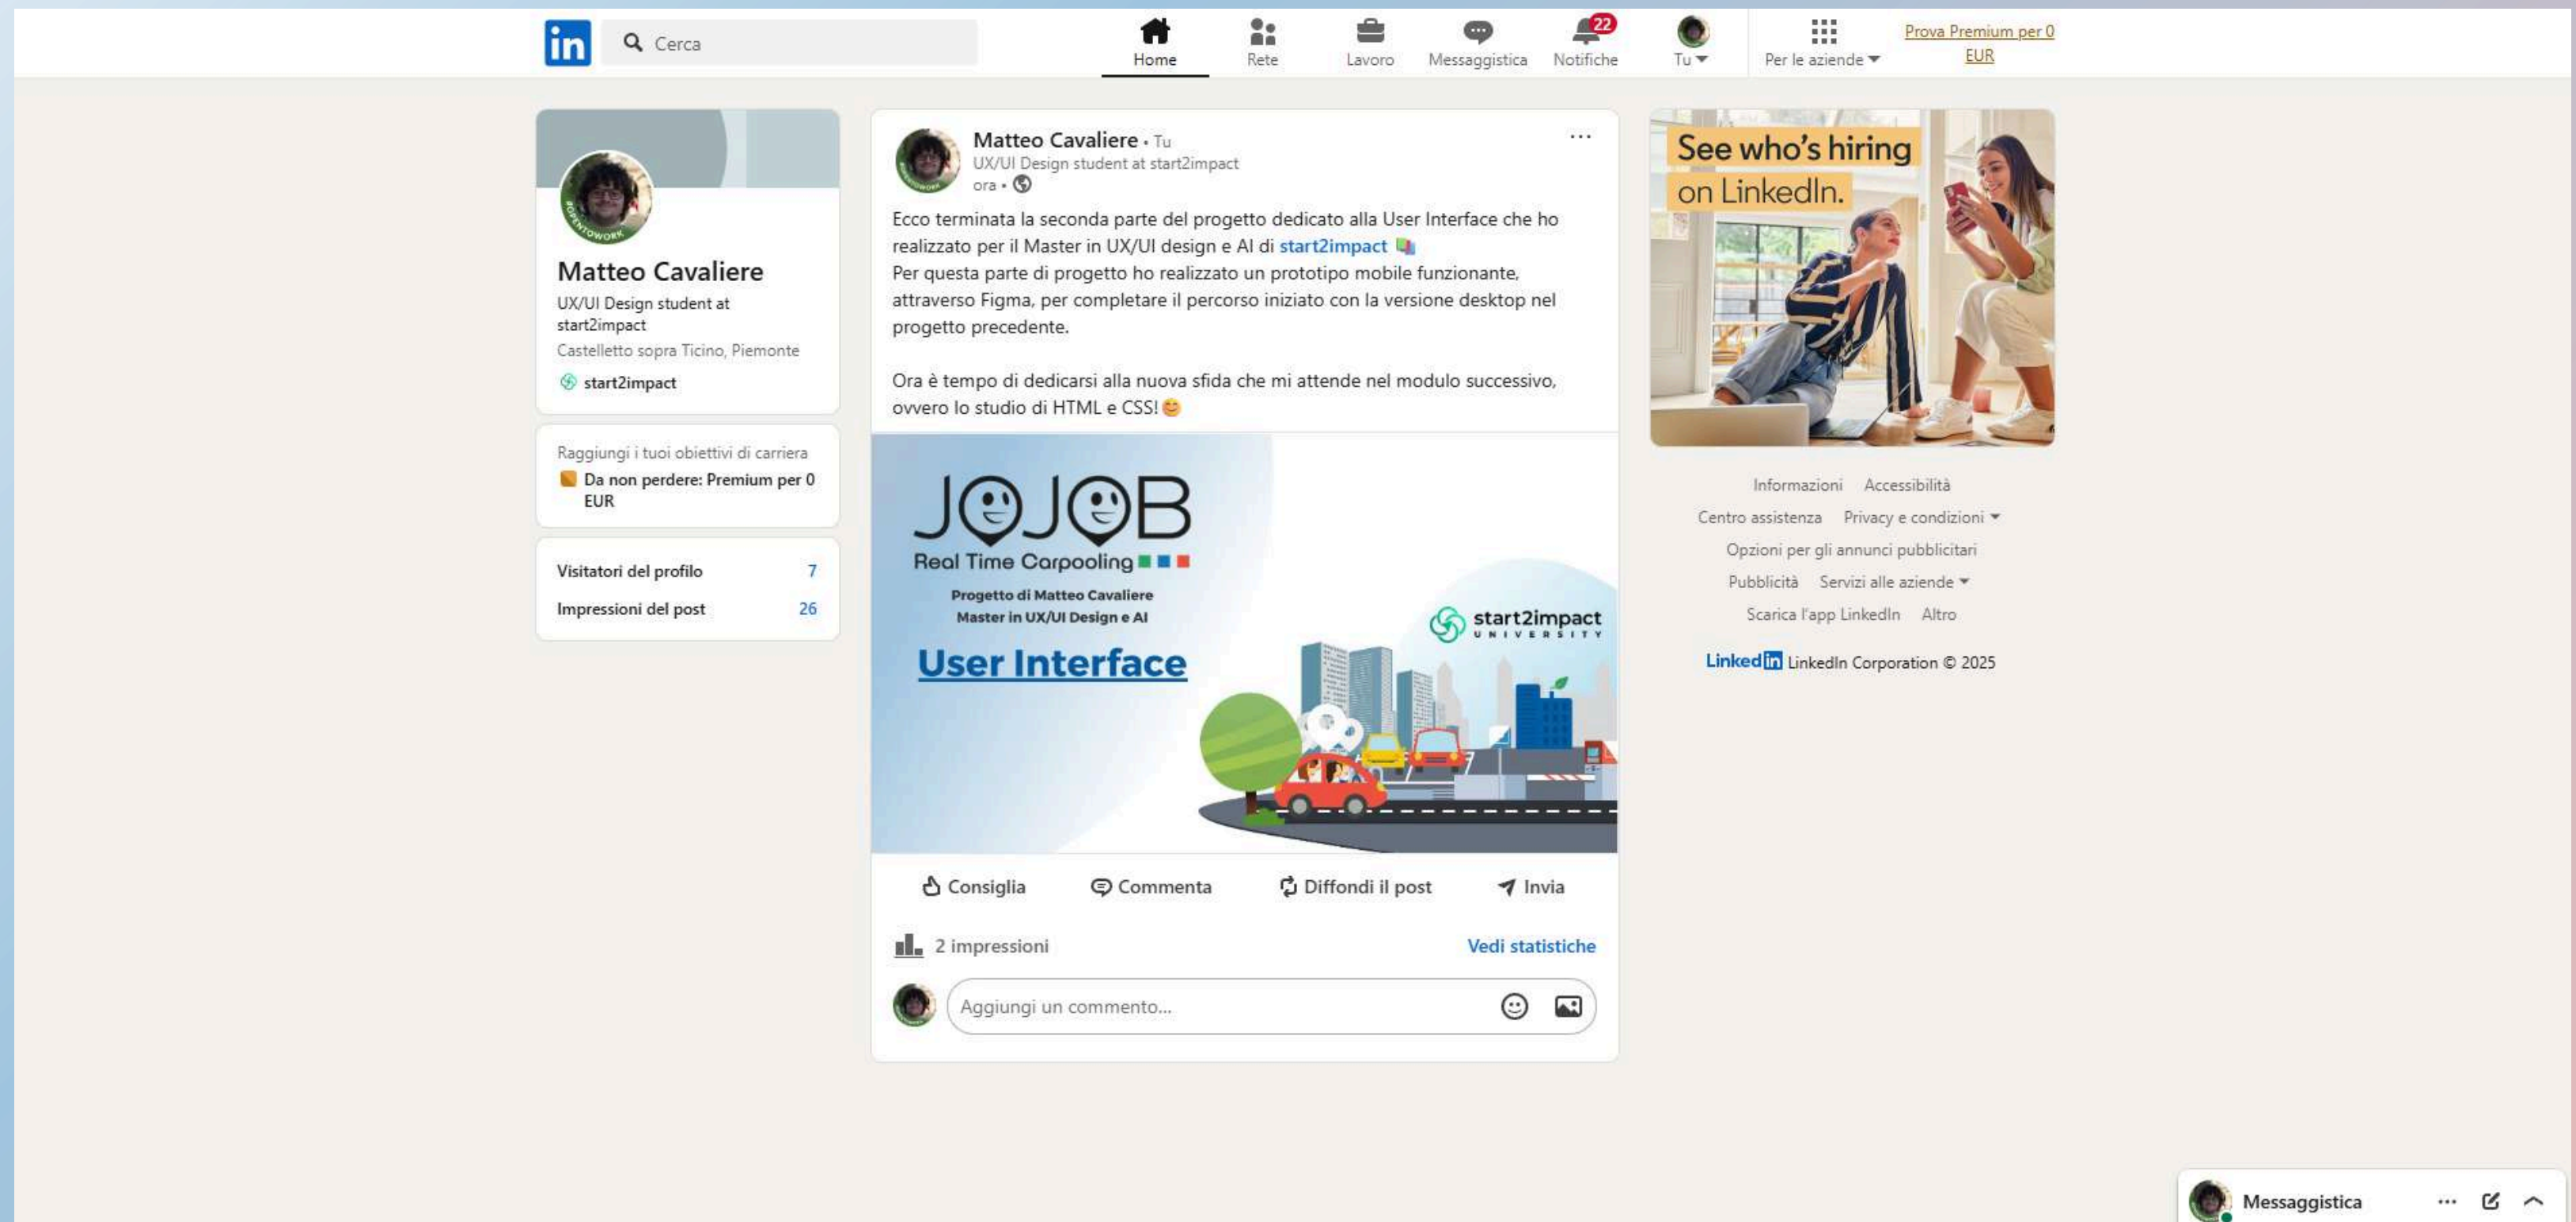 in
Cerca
Home
Rete
Lavoro
Messaggistica
22
Notifiche
Tu
Per le aziende
Prova Premium per 0
EUR
#OPENTOWORK
Matteo Cavaliere
UX/UI Design student at
start2impact
Castelletto sopra Ticino, Piemonte
start2impact
Raggiungi i tuoi obiettivi di carriera
Da non perdere: Premium per 0
EUR
Visitatori del profilo 7
Impressioni del post 26
Matteo Cavaliere • Tu
UX/UI Design student at start2impact
ora •
Ecco terminata la seconda parte del progetto dedicato alla User Interface che ho
realizzato per il Master in UX/UI design e AI di start2impact
Per questa parte di progetto ho realizzato un prototipo mobile funzionante,
attraverso Figma, per completare il percorso iniziato con la versione desktop nel
progetto precedente.
Ora è tempo di dedicarsi alla nuova sfida che mi attende nel modulo successivo,
ovvero lo studio di HTML e CSS!😊
JOJOB
Real Time Carpooling
Progetto di Matteo Cavaliere
Master in UX/UI Design e AI
User Interface
start2impact
UNIVERSITY
Consiglia
Commenta
Diffondi il post
Invia
2 impressioni
Vedi statistiche
Aggiungi un commento...
See who's hiring
on LinkedIn.
Informazioni Accessibilità
Centro assistenza Privacy e condizioni
Opzioni per gli annunci pubblicitari
Pubblicità Servizi alle aziende
Scarica l'app LinkedIn Altro
Linked in LinkedIn Corporation © 2025
Messaggistica